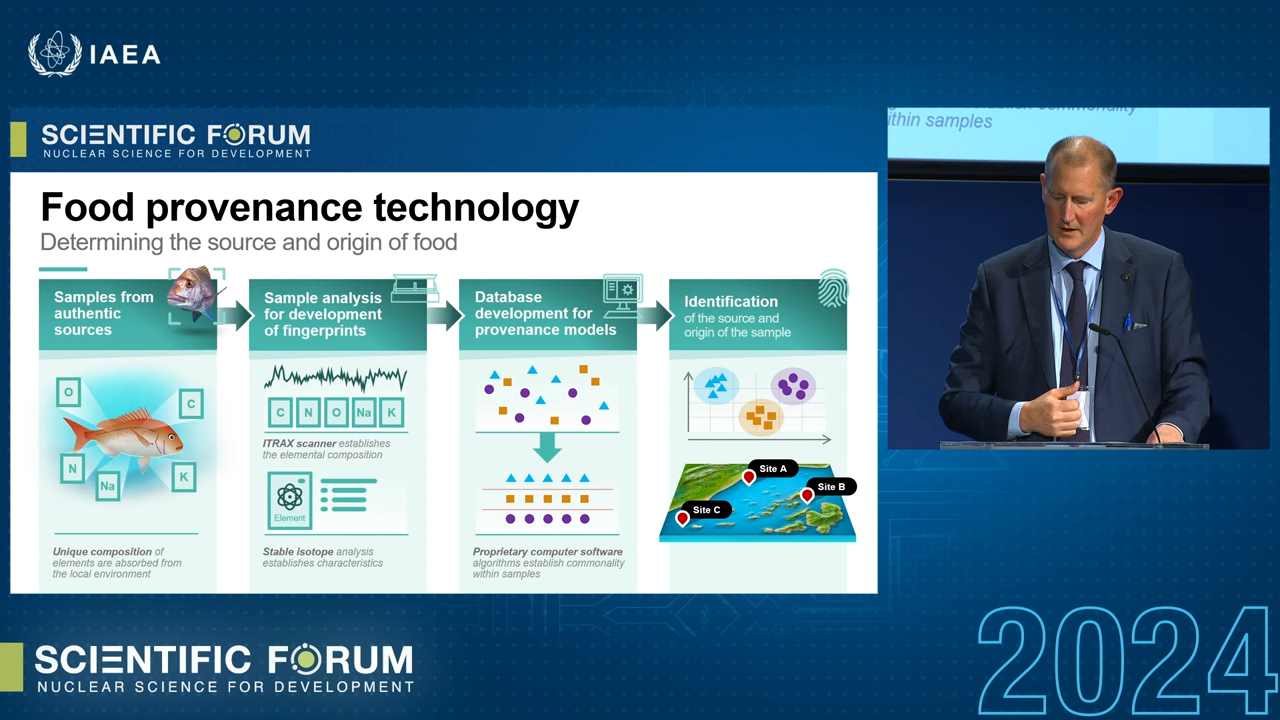 IAEA
SCIENTIFIC FORUM
NUCLEAR SCIENCE FOR DEVELOPMENT
Food provenance technology
Determining the source and origin of food
Samples from
authentic
sources
O
C
N
Na
K
Unique composition of
elements are absorbed from
the local environment
Sample analysis
for development
of fingerprints
C N O Na K
ITRAX scanner establishes
the elemental composition
Element
Stable isotope analysis
establishes characteristics
Database
development for
provenance models
Proprietary computer software
algorithms establish commonality
within samples
Identification
of the source and
origin of the sample
Site A
Site B
Site C
ithin samples
SCIENTIFIC FORUM
NUCLEAR SCIENCE FOR DEVELOPMENT
2024